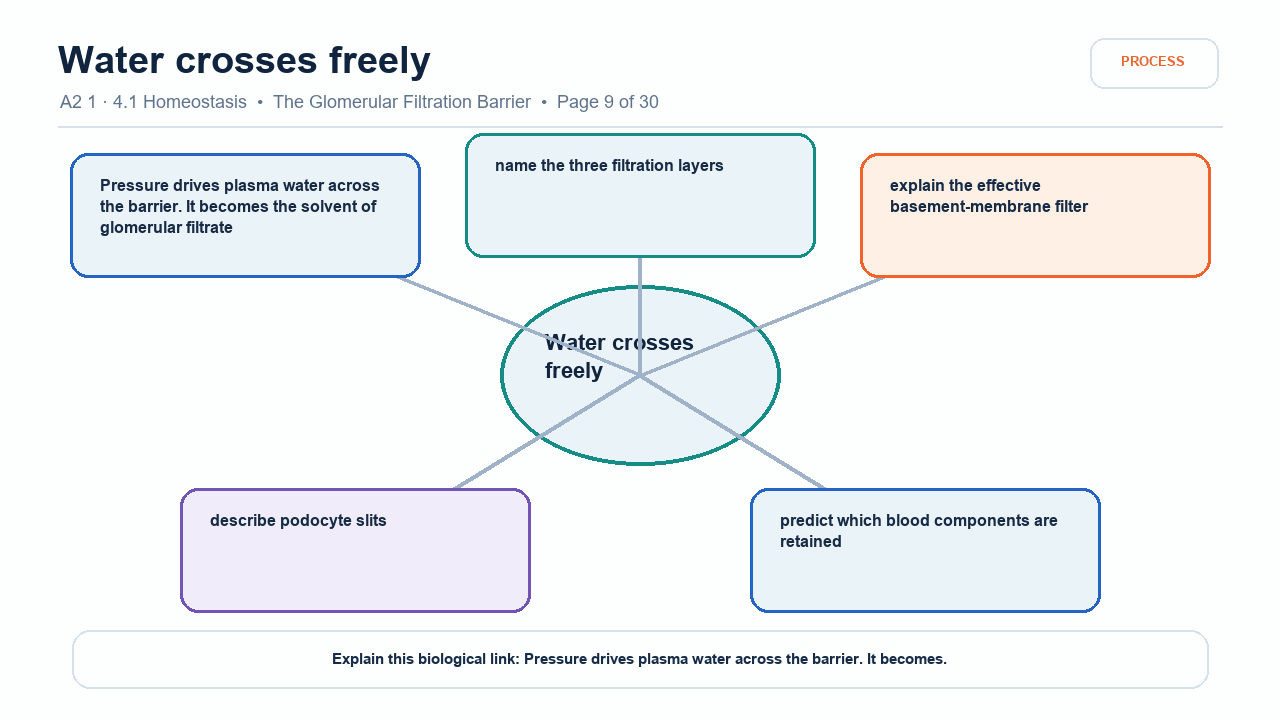 Water crosses freely
PROCESS
A2 1 · 4.1 Homeostasis • The Glomerular Filtration Barrier • Page 9 of 30
Pressure drives plasma water across
the barrier. It becomes the solvent of
glomerular filtrate
name the three filtration layers
explain the effective
basement-membrane filter
Water crosses
freely
describe podocyte slits
predict which blood components are
retained
Explain this biological link: Pressure drives plasma water across the barrier. It becomes.